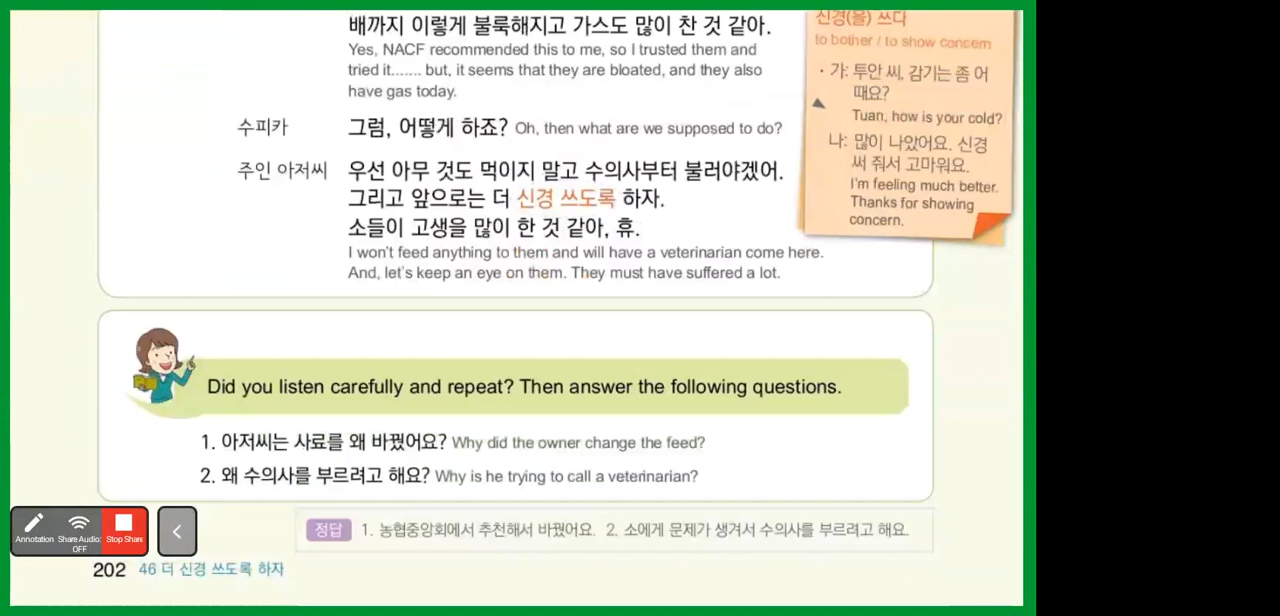 배까지 이렇게 불룩해지고 가스도 많이 찬 것 같아.
Yes, NACF recommended this to me, so I trusted them and
tried it....... but, it seems that they are bloated, and they also
have gas today.
수피카 그럼, 어떻게 하죠? Oh, then what are we supposed to do?
주인 아저씨 우선 아무 것도 먹이지 말고 수의사부터 불러야겠어.
그리고 앞으로는 더 신경 쓰도록 하자.
소들이 고생을 많이 한 것 같아, 휴.
I won't feed anything to them and will have a veterinarian come here.
And, let's keep an eye on them. They must have suffered a lot.
신경(을) 쓰다
to bother / to show concern
· 가: 투안 씨, 감기는 좀 어
때요?
Tuan, how is your cold?
나: 많이 나았어요. 신경
써 줘서 고마워요.
I'm feeling much better.
Thanks for showing
concern.
Did you listen carefully and repeat? Then answer the following questions.
1. 아저씨는 사료를 왜 바꿨어요? Why did the owner change the feed?
2. 왜 수의사를 부르려고 해요? Why is he trying to call a veterinarian?
정답 1. 농협중앙회에서 추천해서 바꿨어요. 2. 소에게 문제가 생겨서 수의사를 부르려고 해요.
Annotation
Share Audio:
OFF
Stop Share
202 46 더 신경 쓰도록 하자